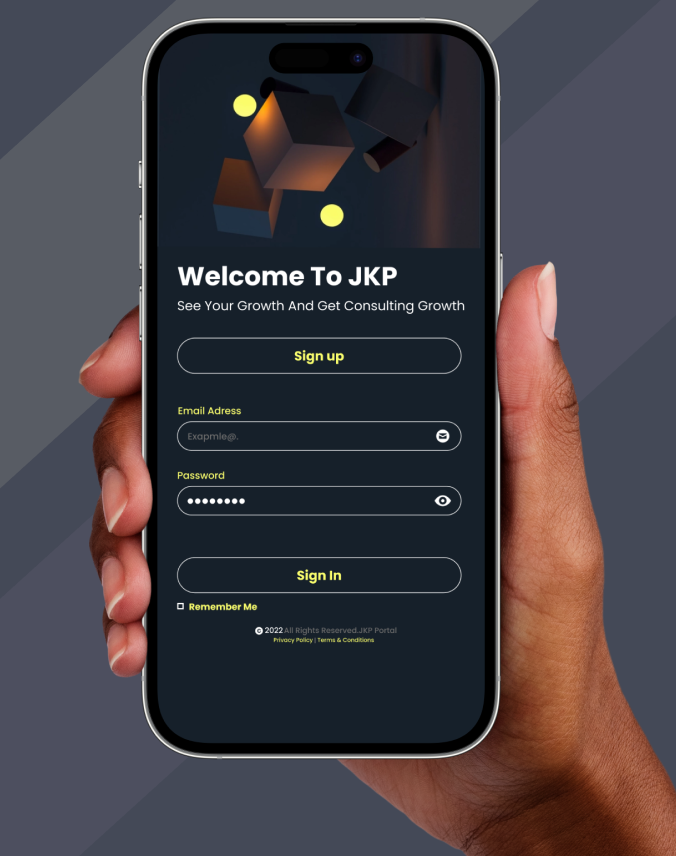 Welcome To JKP
See Your Growth And Get Consulting Growth
Sign up
Email Adress
Exapmle@.
Password
Sign In
Remember Me
© 2022 All Rights Reserved.JKP Portal
Privacy Policy | Terms & Conditions